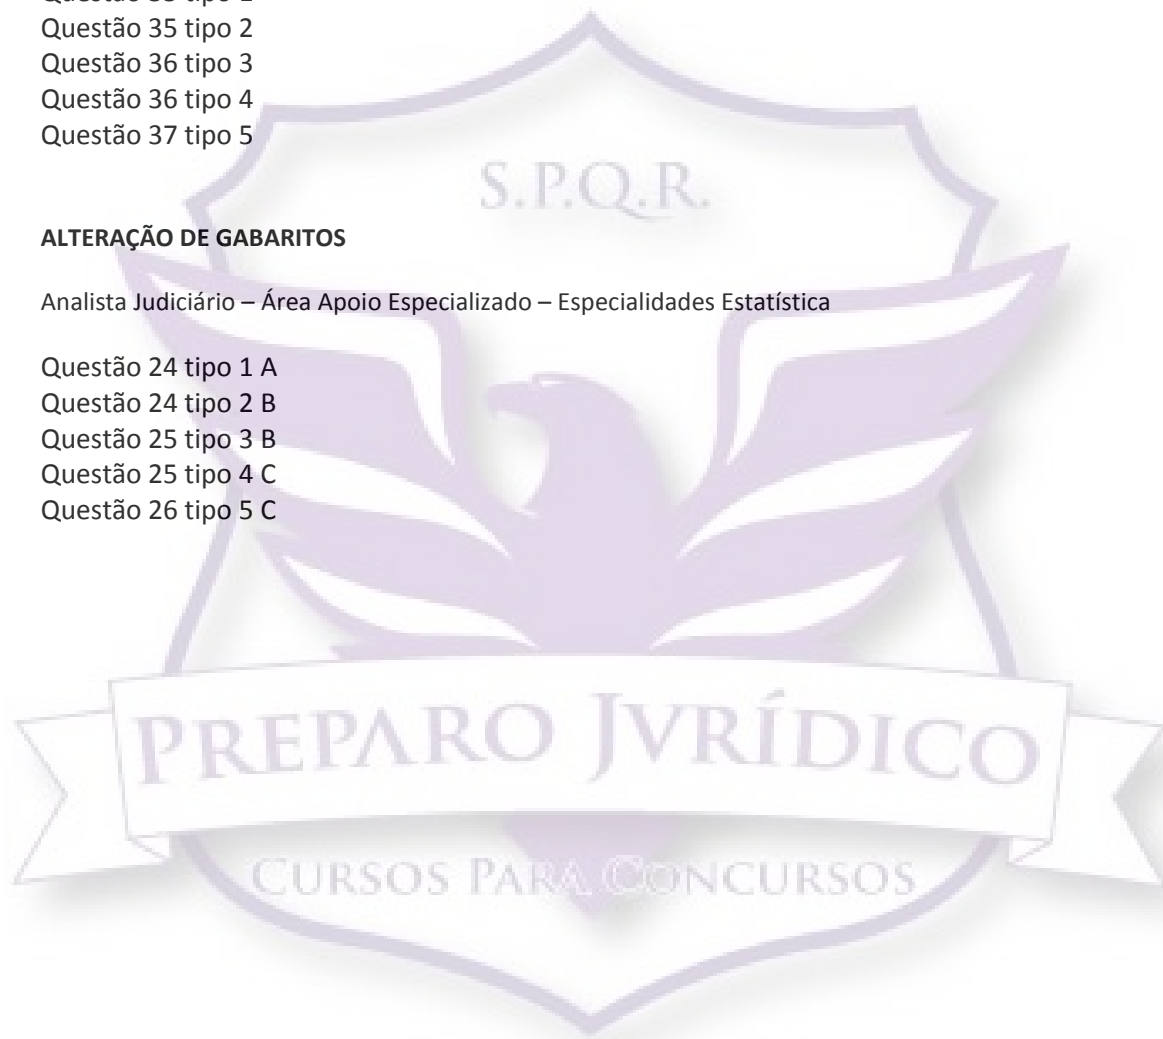 Questão 35 tipo 2
Questão 36 tipo 3
Questão 36 tipo 4
Questão 37 tipo 5
S.P.Q.R.
ALTERAÇÃO DE GABARITOS
Analista Judiciário – Área Apoio Especializado – Especialidades Estatística
Questão 24 tipo 1 A
Questão 24 tipo 2 B
Questão 25 tipo 3 B
Questão 25 tipo 4 C
Questão 26 tipo 5 C
PREPARO JVRÍDICO
CURSOS PARA CONCURSOS